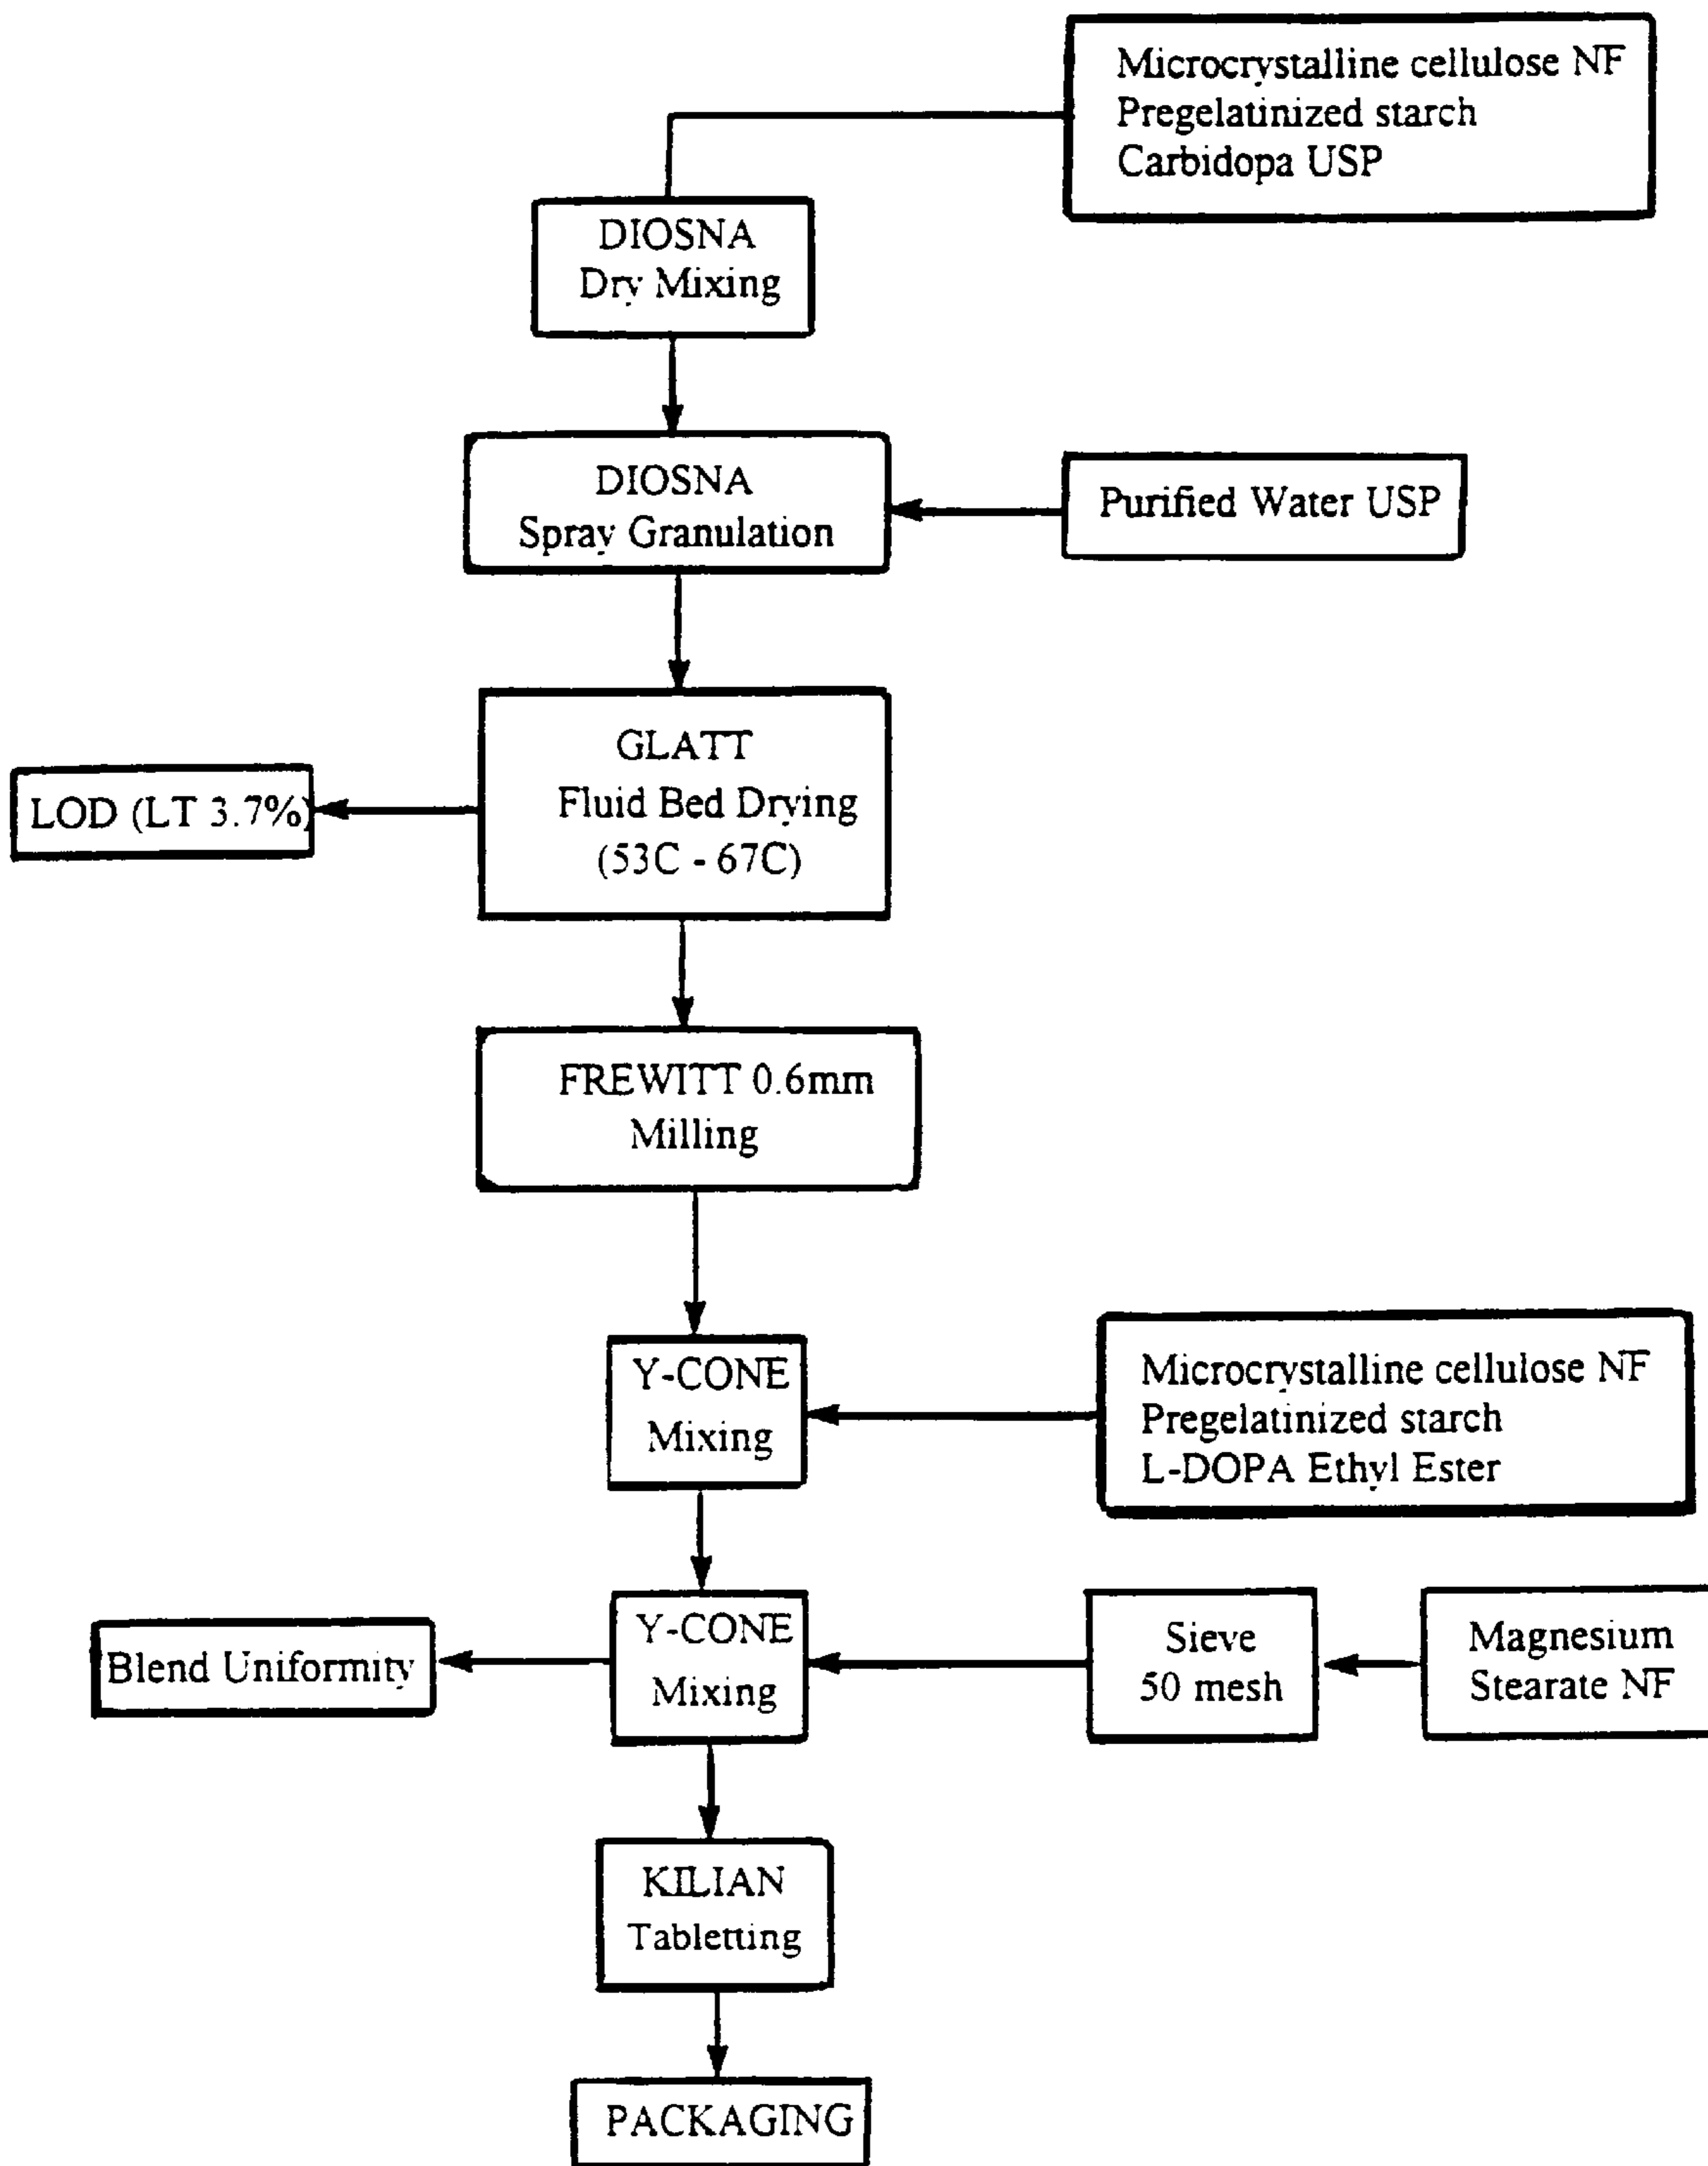 Microcrystalline cellulose NF
Pregelatinized starch
Carbidopa USP
DIOSNA
Dry Mixing
DIOSNA
Spray Granulation
Purified Water USP
GLATT
Fluid Bed Drying
(53C - 67C)
LOD (LT 3.7%)
FREWITT 0.6mm
Milling
Y-CONE
Mixing
Microcrystalline cellulose NF
Pregelatinized starch
L-DOPA Ethyl Ester
Y-CONE
Mixing
Blend Uniformity
Sieve
50 mesh
Magnesium
Stearate NF
KILIAN
Tabletting
PACKAGING